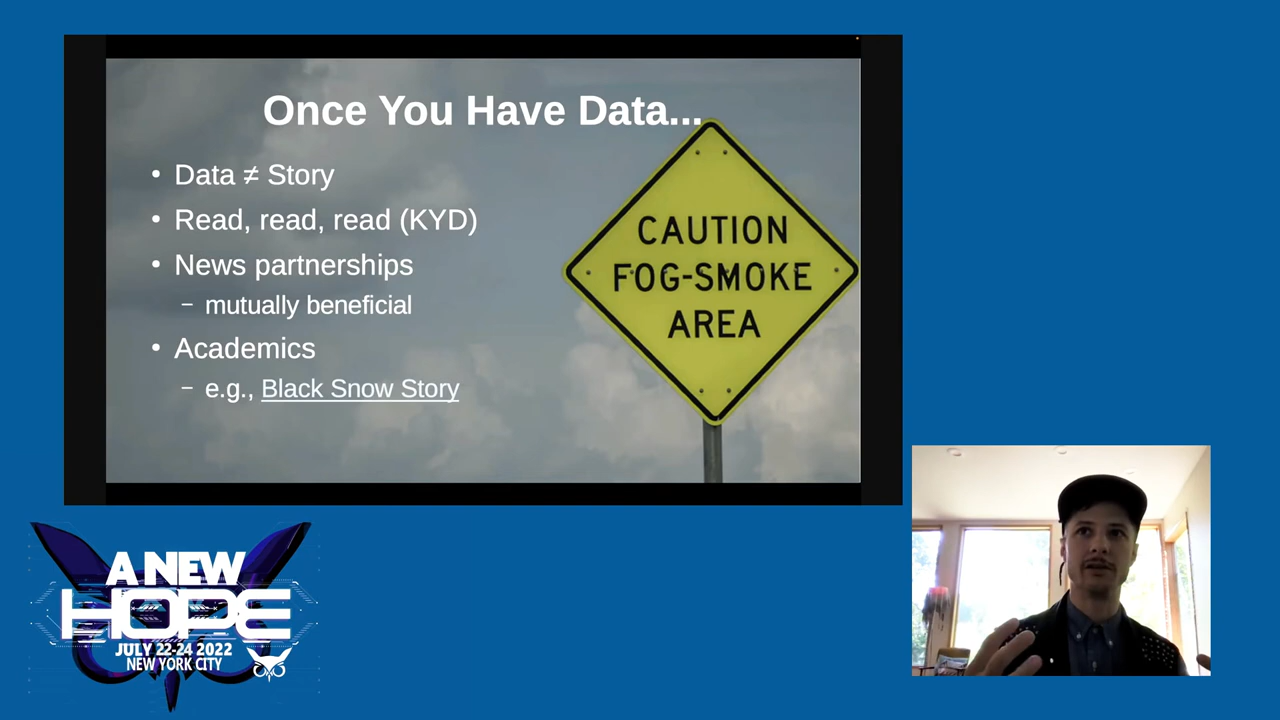 Once You Have Data...
• Data ≠ Story
• Read, read, read (KYD)
• News partnerships
– mutually beneficial
• Academics
– e.g., Black Snow Story
CAUTION
FOG-SMOKE
AREA
A NEW
HOPE
JULY 22-24 2022
NEW YORK CITY